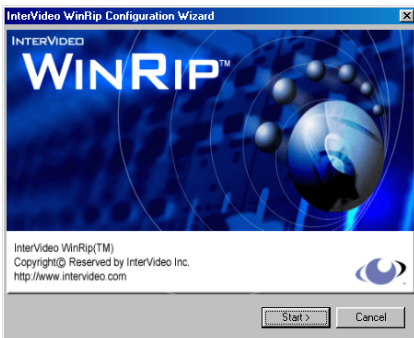 InterVideo WinRip Configuration Wizard
INTERVIDEO
WINRIP™
InterVideo WinRip(TM)
Copyright© Reserved by InterVideo Inc.
http://www.intervideo.com
Start >
Cancel